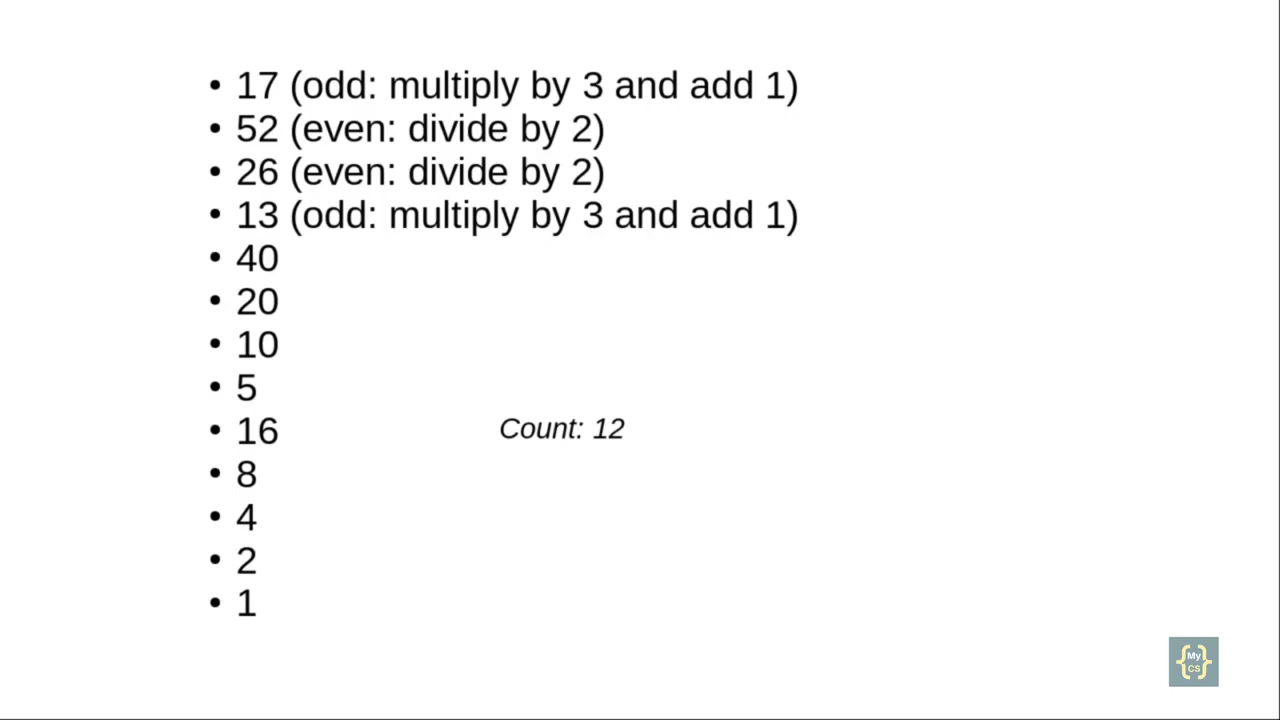 • 17 (odd: multiply by 3 and add 1)
• 52 (even: divide by 2)
• 26 (even: divide by 2)
• 13 (odd: multiply by 3 and add 1)
• 40
• 20
• 10
• 5
• 16
Count: 12
• 8
• 4
• 2
• 1
{My
CS}